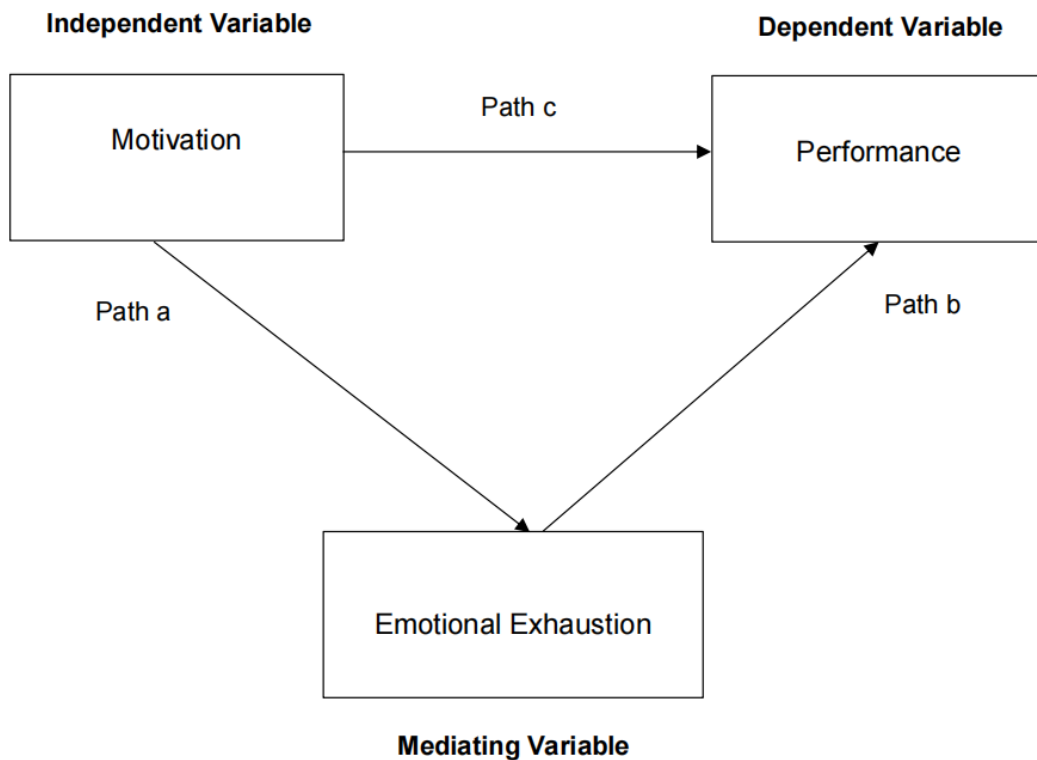 Independent Variable
Dependent Variable
Motivation
Path c
Performance
Path a
Path b
Emotional Exhaustion
Mediating Variable